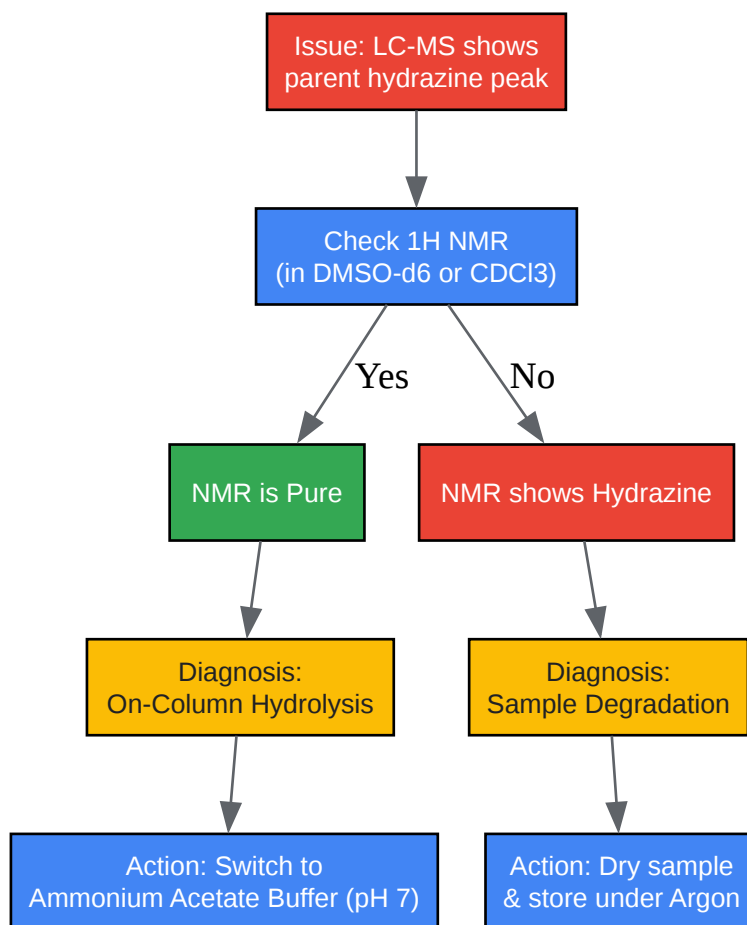 Issue: LC-MS shows
parent hydrazine peak
Check 1H NMR
(in DMSO-d6 or CDCl3)
Yes
No
NMR is Pure
NMR shows Hydrazine
Diagnosis:
On-Column Hydrolysis
Diagnosis:
Sample Degradation
Action: Switch to
Ammonium Acetate Buffer (pH 7)
Action: Dry sample
& store under Argon